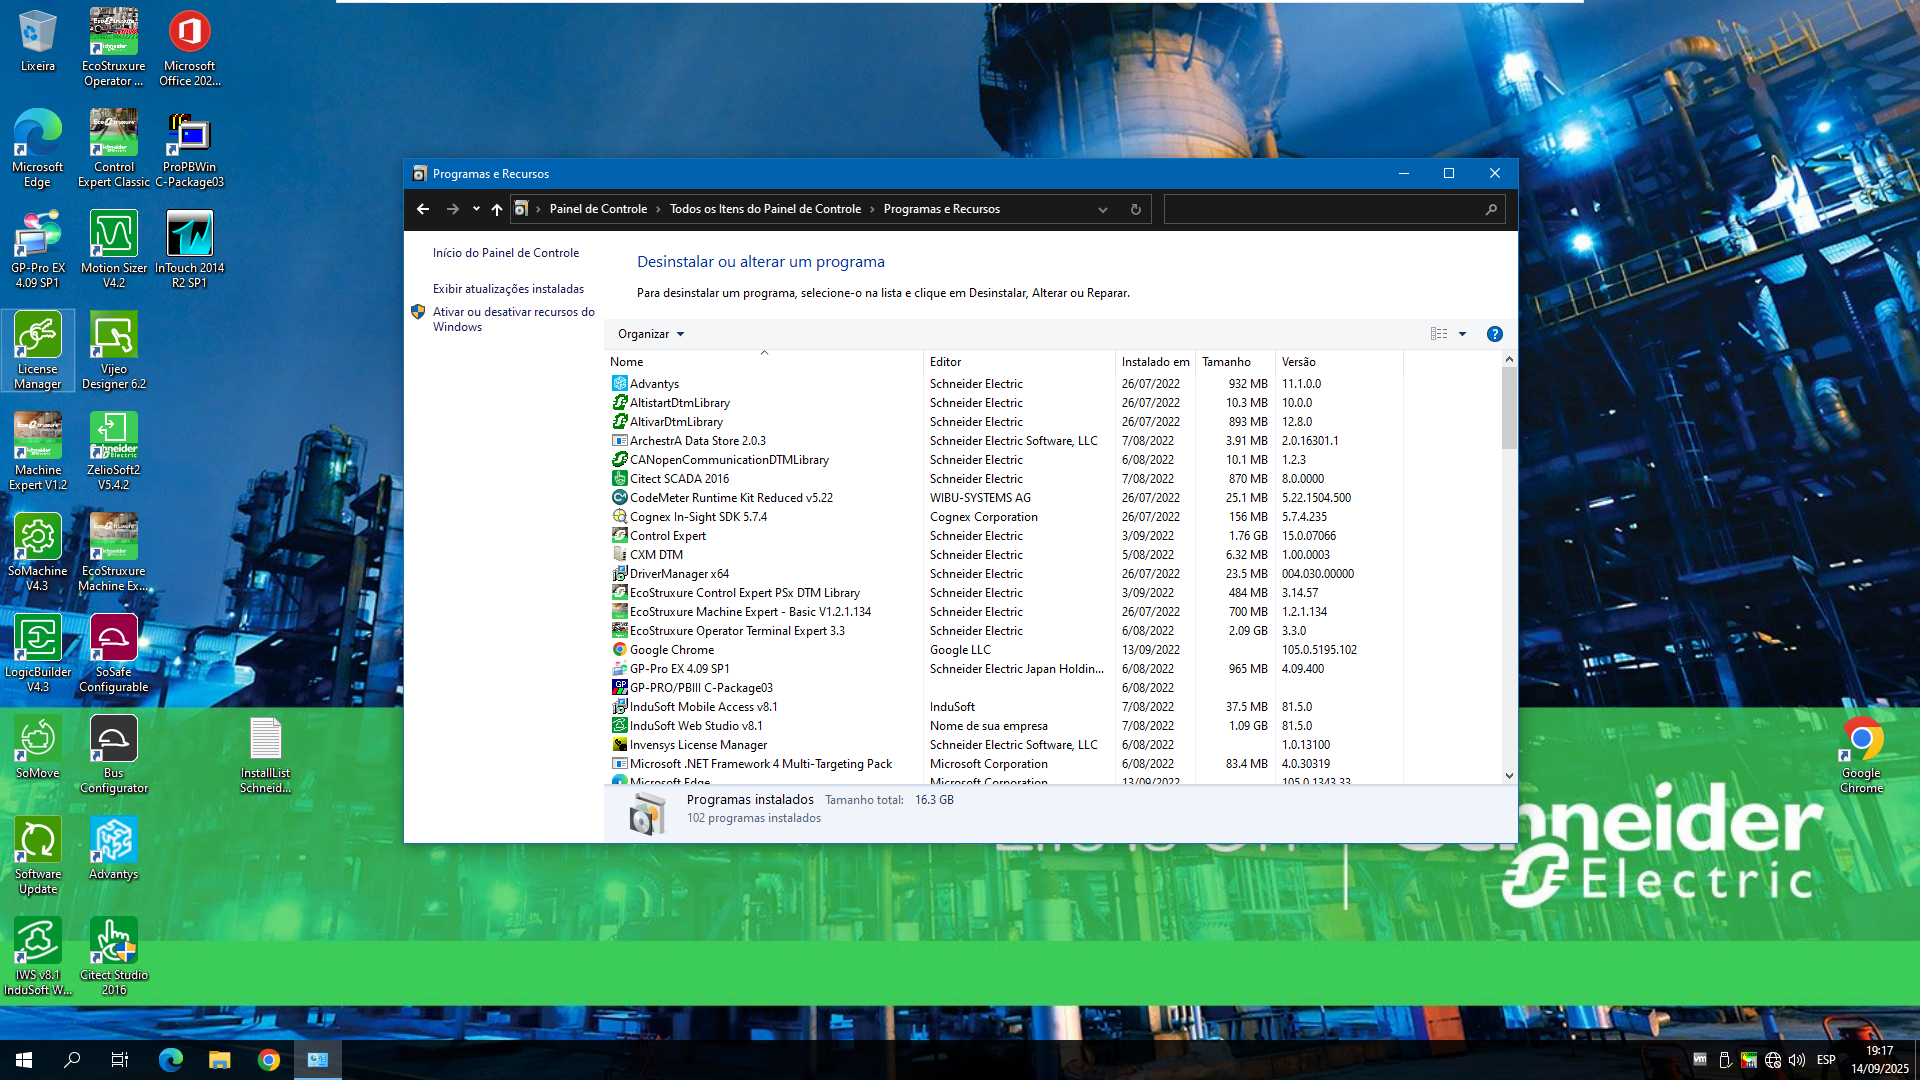 Lixeira
EcoStruxure
Operator ...
Microsoft
Office 202...
Microsoft
Edge
Control
Expert Classic
ProPBWin
C-Package03
GP-Pro EX
4.09 SP1
Motion Sizer
V4.2
InTouch 2014
R2 SP1
License
Manager
Vijeo
Designer 6.2
Machine
Expert V1.2
ZelioSoft2
V5.4.2
SoMachine
V4.3
EcoStruxure
Machine Ex...
LogicBuilder
V4.3
SoSafe
Configurable
SoMove
Bus
Configurator
InstallList
Schneid...
Software
Update
Advantys
IWS v8.1
InduSoft W...
Citect Studio
2016
Programas e Recursos
Painel de Controle
Todos os Itens do Painel de Controle
Programas e Recursos
Início do Painel de Controle
Exibir atualizações instaladas
Ativar ou desativar recursos do
Windows
Desinstalar ou alterar um programa
Para desinstalar um programa, selecione-o na lista e clique em Desinstalar, Alterar ou Reparar.
Organizar
Nome Editor Instalado em Tamanho Versão
Advantys Schneider Electric 26/07/2022 932 MB 11.1.0.0
AltistartDtmLibrary Schneider Electric 26/07/2022 10.3 MB 10.0.0
AltivarDtmLibrary Schneider Electric 26/07/2022 893 MB 12.8.0
ArchestrA Data Store 2.0.3 Schneider Electric Software, LLC 7/08/2022 3.91 MB 2.0.16301.1
CANopenCommunicationDTMLibrary Schneider Electric 6/08/2022 10.1 MB 1.2.3
Citect SCADA 2016 Schneider Electric 7/08/2022 870 MB 8.0.0000
CodeMeter Runtime Kit Reduced v5.22 WIBU-SYSTEMS AG 26/07/2022 25.1 MB 5.22.1504.500
Cognex In-Sight SDK 5.7.4 Cognex Corporation 26/07/2022 156 MB 5.7.4.235
Control Expert Schneider Electric 3/09/2022 1.76 GB 15.0.07066
CXM DTM Schneider Electric 5/08/2022 6.32 MB 1.00.0003
DriverManager x64 Schneider Electric 26/07/2022 23.5 MB 004.030.00000
EcoStruxure Control Expert PSx DTM Library Schneider Electric 3/09/2022 484 MB 3.14.57
EcoStruxure Machine Expert - Basic V1.2.1.134 Schneider Electric 26/07/2022 700 MB 1.2.1.134
EcoStruxure Operator Terminal Expert 3.3 Schneider Electric 6/08/2022 2.09 GB 3.3.0
Google Chrome Google LLC 13/09/2022 105.0.5195.102
GP-Pro EX 4.09 SP1 Schneider Electric Japan Holdin... 6/08/2022 965 MB 4.09.400
GP-PRO/PBIII C-Package03 6/08/2022
InduSoft Mobile Access v8.1 InduSoft 7/08/2022 37.5 MB 81.5.0
InduSoft Web Studio v8.1 Nome de sua empresa 7/08/2022 1.09 GB 81.5.0
Invensys License Manager Schneider Electric Software, LLC 6/08/2022 1.0.13100
Microsoft .NET Framework 4 Multi-Targeting Pack Microsoft Corporation 6/08/2022 83.4 MB 4.0.30319
Microsoft Edge Microsoft Corporation 13/09/2022 105.0.1343.33
Programas instalados Tamanho total: 16.3 GB
102 programas instalados
Google
Chrome
hneider
Electric
ESP
19:17
14/09/2025